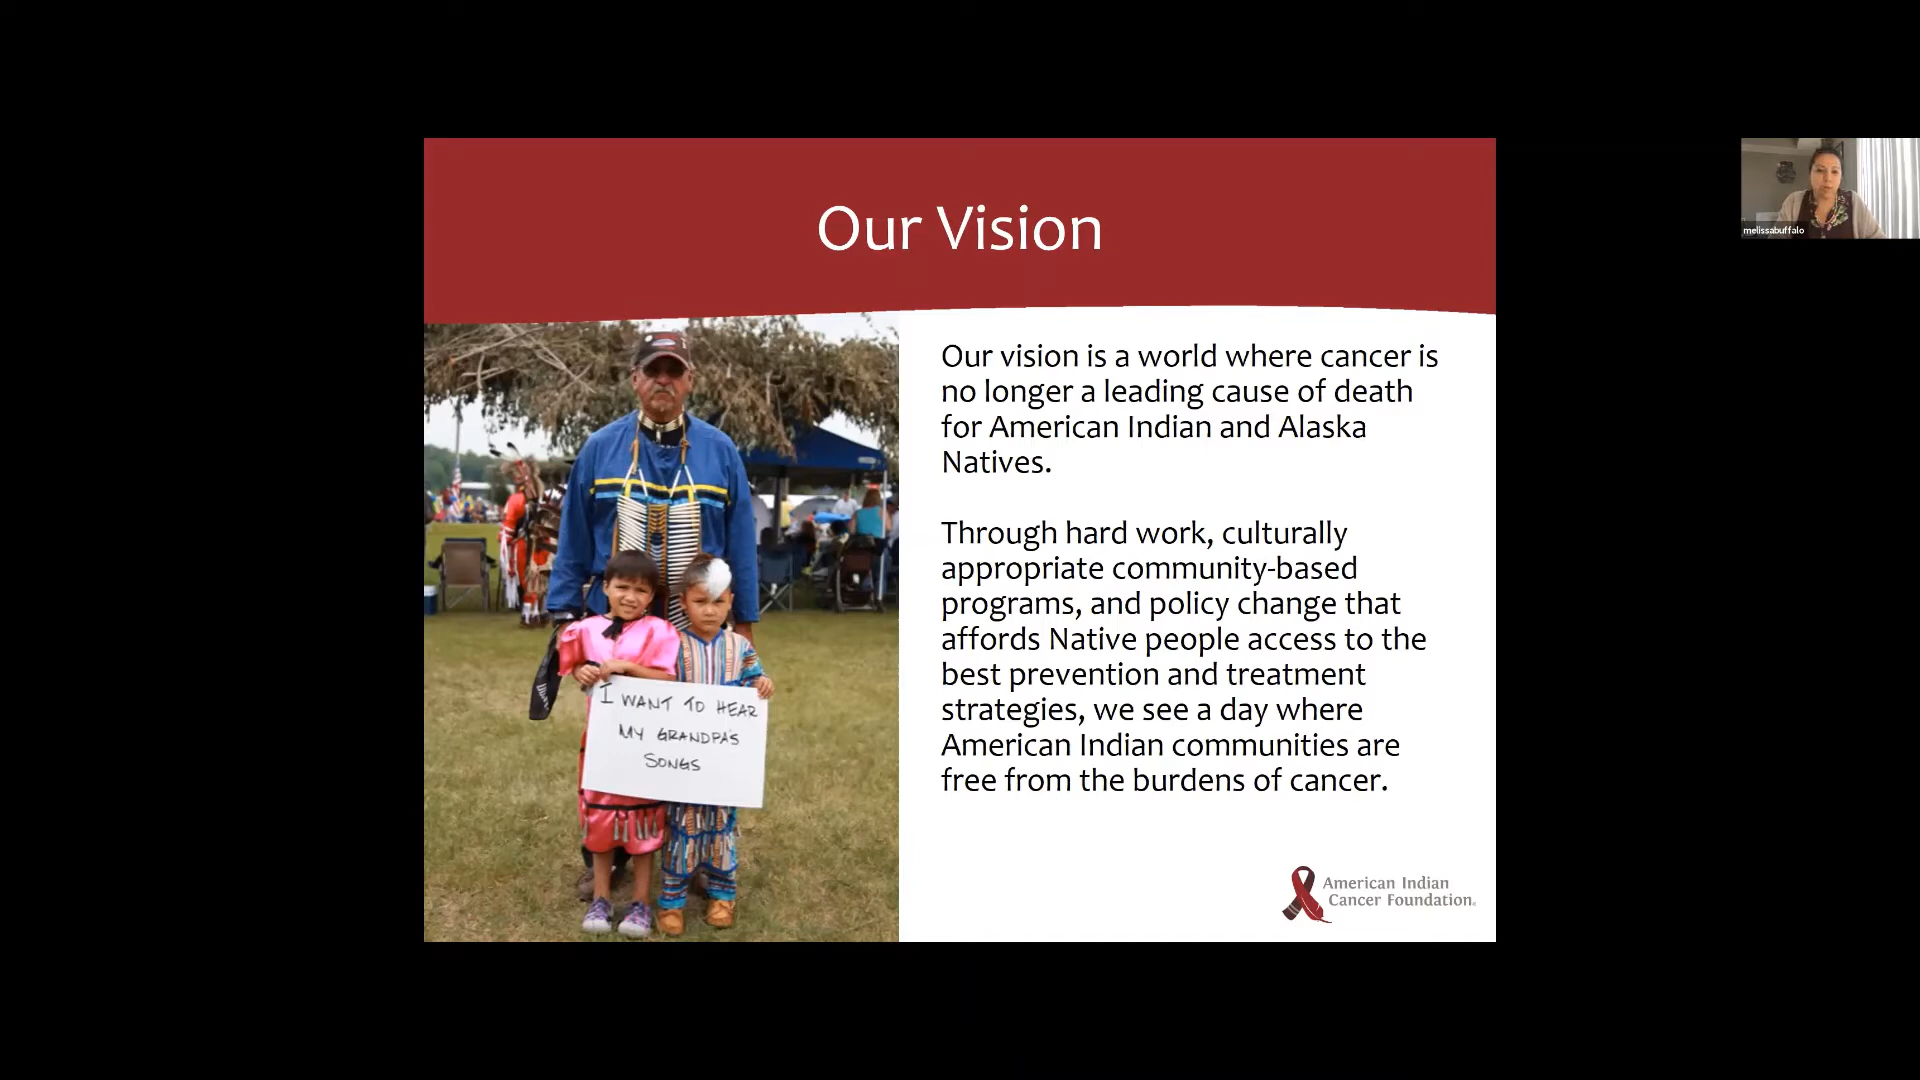 Our Vision
melissabuffalo
Our vision is a world where cancer is
no longer a leading cause of death
for American Indian and Alaska
Natives.
Through hard work, culturally
appropriate community-based
programs, and policy change that
affords Native people access to the
best prevention and treatment
strategies, we see a day where
American Indian communities are
free from the burdens of cancer.
I WANT TO HEAR
MY GRANDPA'S
SONGS
American Indian
Cancer Foundation®